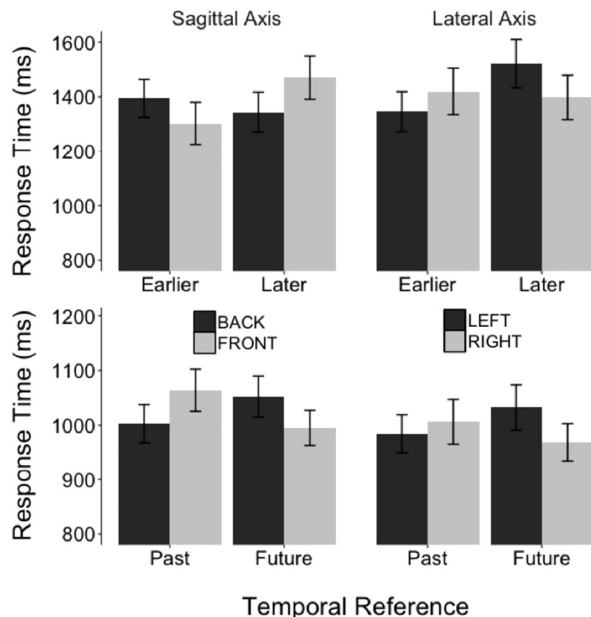 Sagittal Axis
Lateral Axis
Response Time (ms)
1600
1400
1200
1000
800
Earlier
Later
Earlier
Later
Response Time (ms)
1200
1100
1000
900
800
BACK
FRONT
LEFT
RIGHT
Past
Future
Past
Future
Temporal Reference